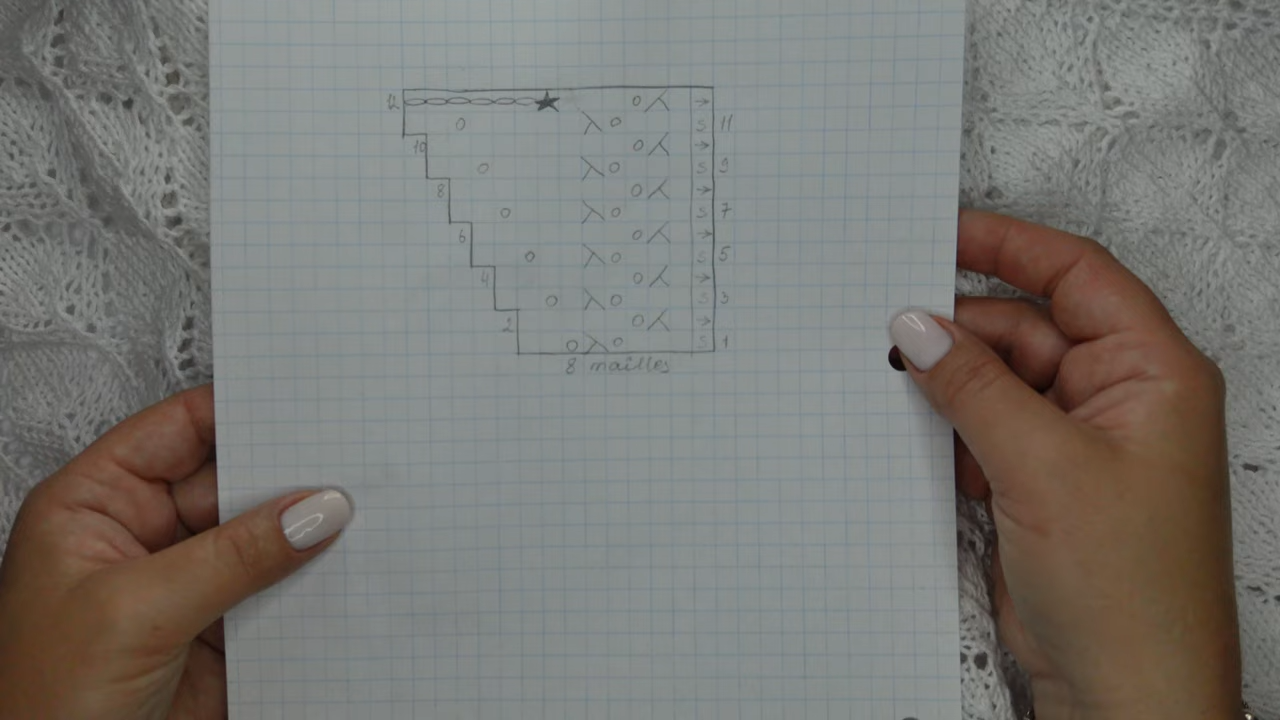 12 O →
O O S 11
10 O →
O O S 9
8 O →
O O S 7
6 O →
O O S 5
4 O →
O O S 3
2 O →
O O S 1
8 mailles